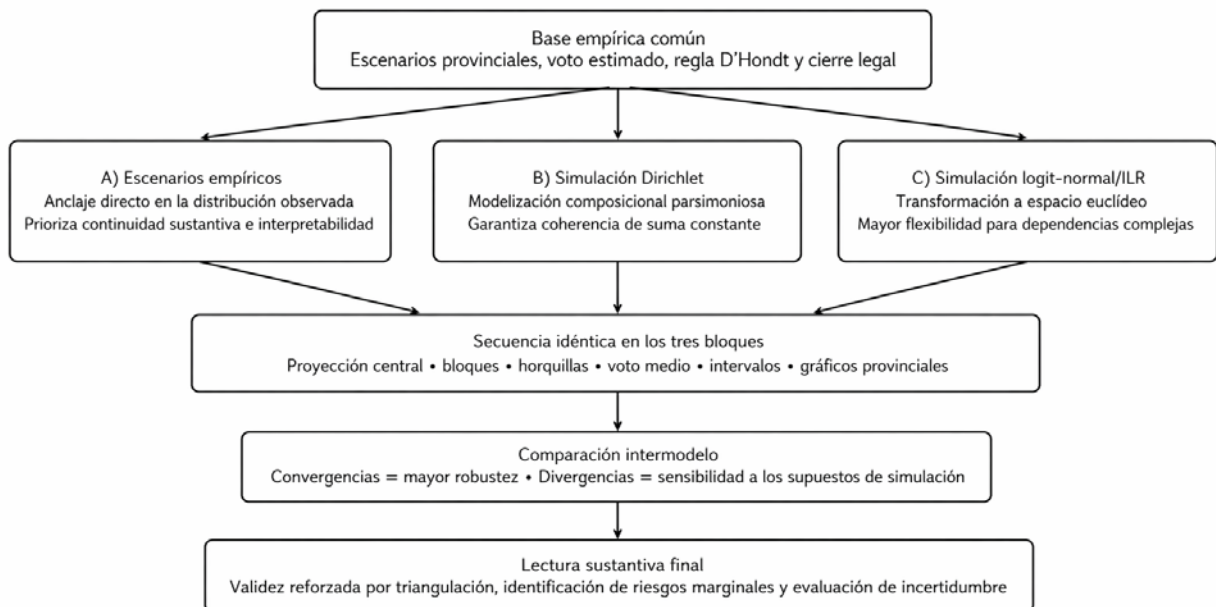 Base empírica común
Escenarios provinciales, voto estimado, regla D'Hondt y cierre legal
A) Escenarios empíricos
Anclaje directo en la distribución observada
Prioriza continuidad sustantiva e interpretabilidad
B) Simulación Dirichlet
Modelización composicional parsimoniosa
Garantiza coherencia de suma constante
C) Simulación logit-normal/ILR
Transformación a espacio euclídeo
Mayor flexibilidad para dependencias complejas
Secuencia idéntica en los tres bloques
Proyección central • bloques • horquillas • voto medio • intervalos • gráficos provinciales
Comparación intermodelo
Convergencias = mayor robustez • Divergencias = sensibilidad a los supuestos de simulación
Lectura sustantiva final
Validez reforzada por triangulación, identificación de riesgos marginales y evaluación de incertidumbre